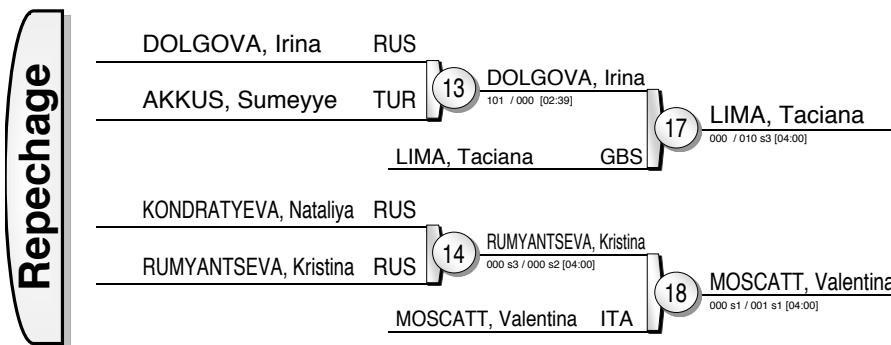 Repechage
DOLGOVA, Irina RUS
AKKUS, Sumeyye TUR
13
DOLGOVA, Irina
101 / 000 [02:39]
LIMA, Taciana GBS
17
LIMA, Taciana
000 / 010 s3 [04:00]
KONDRATYEVA, Nataliya RUS
RUMYANTSEVA, Kristina RUS
14
RUMYANTSEVA, Kristina
000 s3 / 000 s2 [04:00]
MOSCATT, Valentina ITA
18
MOSCATT, Valentina
000 s1 / 001 s1 [04:00]